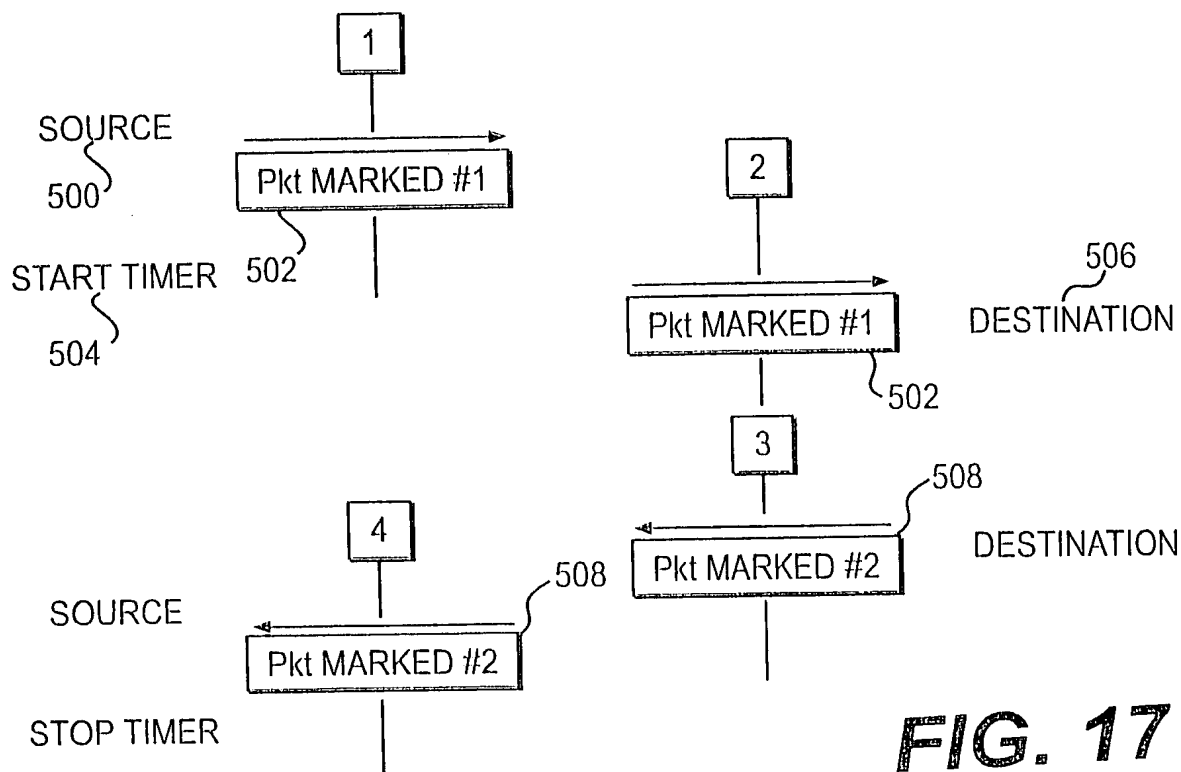 1
SOURCE
500
Pkt MARKED #1
502
START TIMER
504
2
506
Pkt MARKED #1
DESTINATION
502
3
508
DESTINATION
Pkt MARKED #2
4
508
SOURCE
Pkt MARKED #2
STOP TIMER
FIG. 17